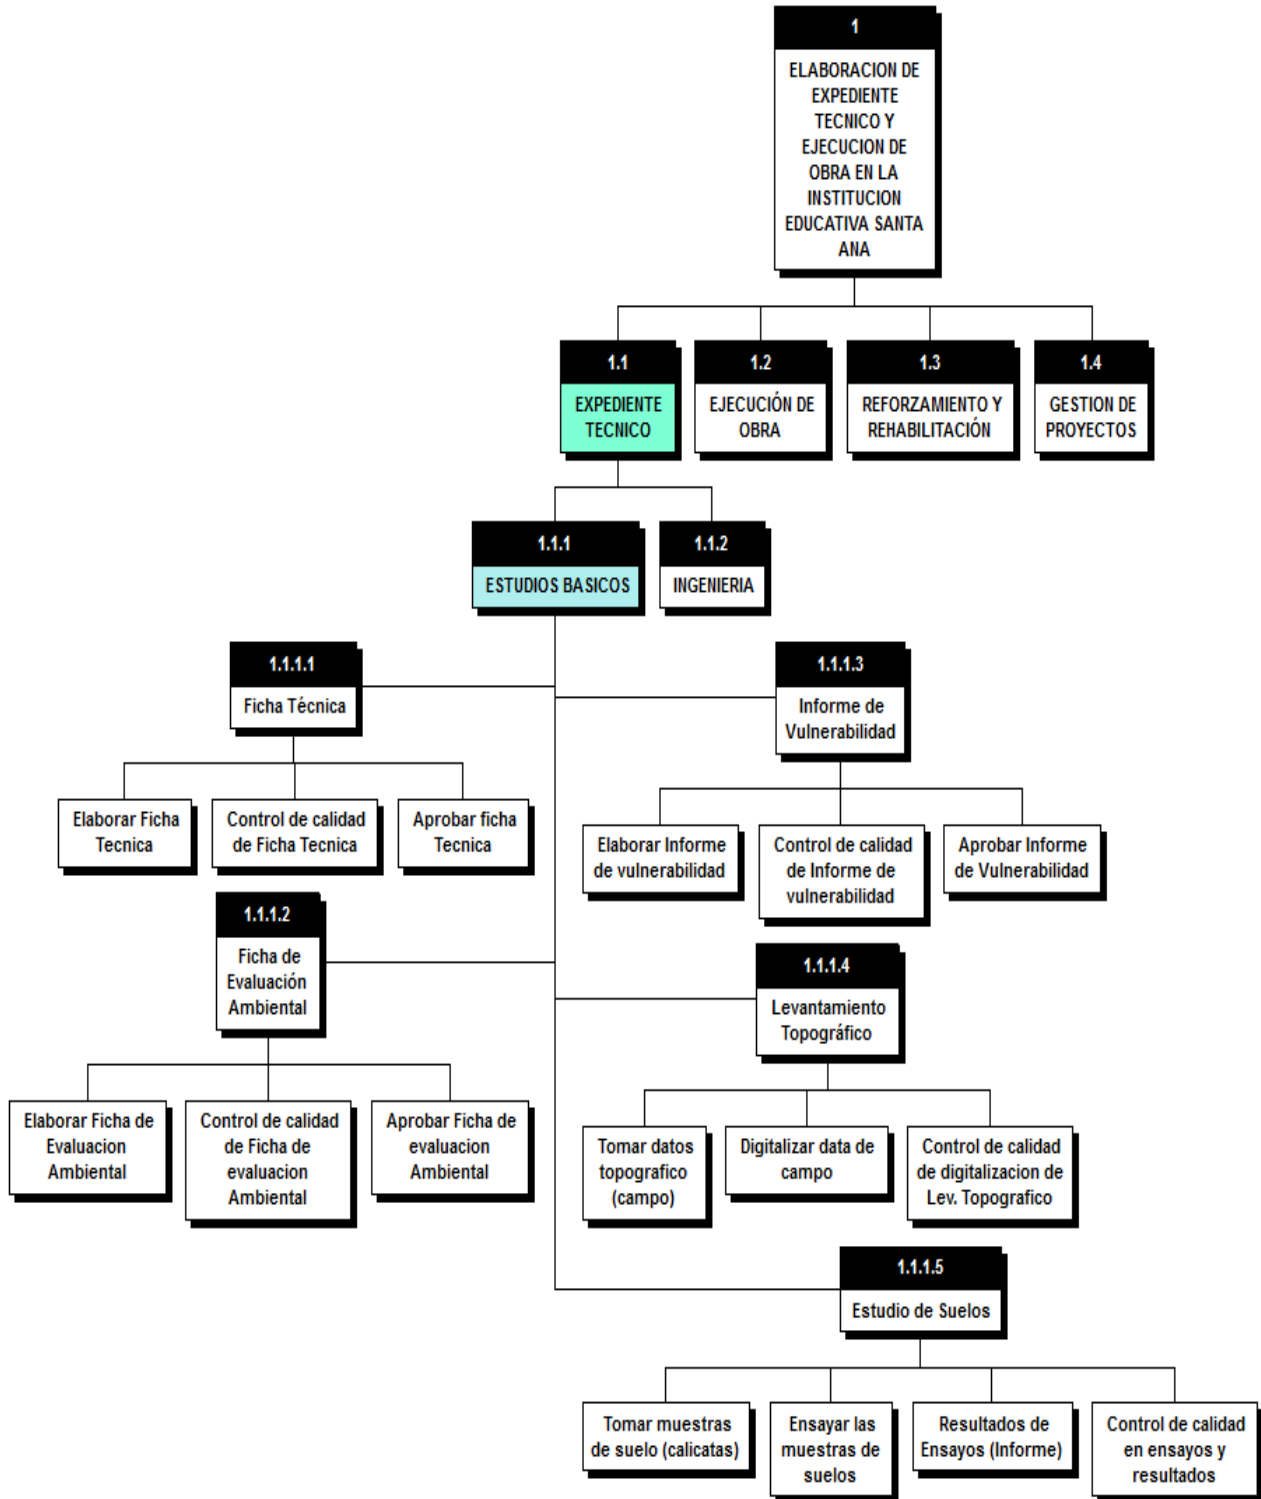 1
ELABORACION DE
EXPEDIENTE
TECNICO Y
EJECUCION DE
OBRA EN LA
INSTITUCION
EDUCATIVA SANTA
ANA
1.1
EXPEDIENTE
TECNICO
1.2
EJECUCIÓN DE
OBRA
1.3
REFORZAMIENTO Y
REHABILITACIÓN
1.4
GESTION DE
PROYECTOS
1.1.1
ESTUDIOS BASICOS
1.1.2
INGENIERIA
1.1.1.1
Ficha Técnica
Elaborar Ficha
Tecnica
Control de calidad
de Ficha Tecnica
Aprobar ficha
Tecnica
1.1.1.2
Ficha de
Evaluación
Ambiental
Elaborar Ficha de
Evaluacion
Ambiental
Control de calidad
de Ficha de
evaluacion
Ambiental
Aprobar Ficha de
evaluacion
Ambiental
1.1.1.3
Informe de
Vulnerabilidad
Elaborar Informe
de vulnerabilidad
Control de calidad
de Informe de
vulnerabilidad
Aprobar Informe
de Vulnerabilidad
1.1.1.4
Levantamiento
Topográfico
Tomar datos
topografico
(campo)
Digitalizar data de
campo
Control de calidad
de digitalizacion de
Lev. Topografico
1.1.1.5
Estudio de Suelos
Tomar muestras
de suelo (calicatas)
Ensayar las
muestras de
suelos
Resultados de
Ensayos (Informe)
Control de calidad
en ensayos y
resultados